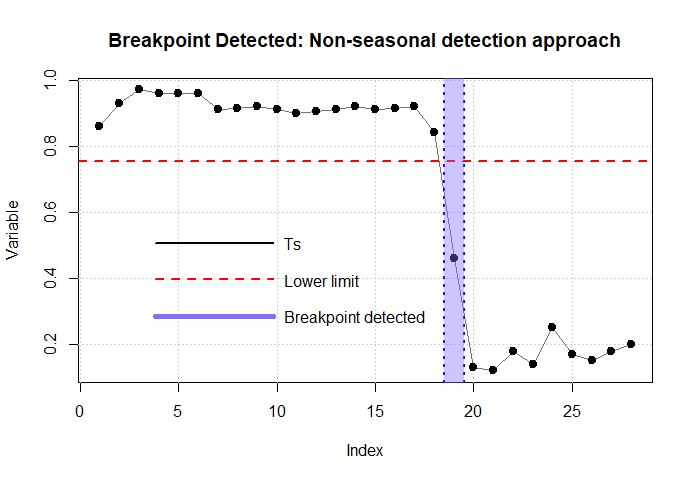 Breakpoint Detected: Non-seasonal detection approach
1.0
0.8
0.6
0.4
0.2
Variable
Ts
Lower limit
Breakpoint detected
0 5 10 15 20 25
Index